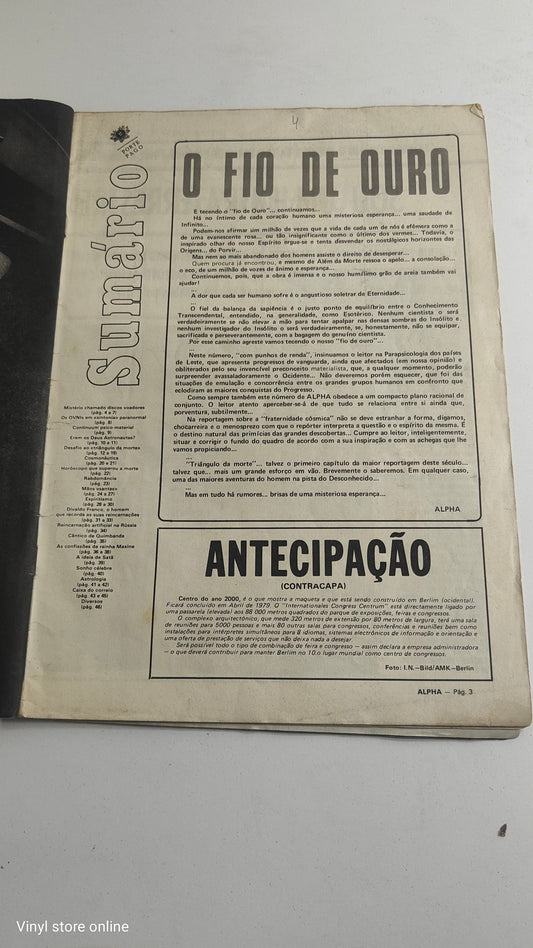 4
PORTE
PAGO
Sumário
Mistério chamado discos voadores
(pág. 4 a 7)
Os OVNIs em sintonias paranormal
(pág. 8)
Continuum psico-material
(pág. 9)
Eram os Deus Astronautas?
(pág. 10 a 11)
Desafio ao triângulo da morte
(pág. 12 a 19)
Cosmonáutica
(pág. 20 a 21)
Horóscopo que superou a morte
(pág. 22)
Rabdomância
(pág. 23)
Mãos «santas»
(pág. 24 a 27)
Espiritismo
(pág. 28 a 30)
Divaldo Franco, o homem
que recorda as suas reincarnações
(pág. 31 a 33)
Reincarnação artificial na Rússia
(pág. 34)
Cântico de Quimbanda
(pág. 35)
As confissões da rainha Maxine
(pág. 36 a 38)
A ideia de Satã
(pág. 39)
Sonho célebre
(pág. 40)
Astrologia
(pág. 41 a 42)
Caixa do correio
(pág. 43 a 45)
Diversos
(pág. 46)
O FIO DE OURO
E tecendo o "fio de Ouro"... continuamos...
Há no íntimo de cada coração humano uma misteriosa esperança... uma saudade de
Infinito...
Podem-nos afirmar um milhão de vezes que a vida de cada um de nós é efémera como a
de uma evanescente rosa... ou tão insignificante como o último dos vermes... Todavia, o
inspirado olhar do nosso Espírito ergue-se e tenta desvendar os nostálgicos horizontes das
Origens... do Porvir...
Mas nem ao mais abandonado dos homens assiste o direito de desesperar...
Quem procura já encontrou, e mesmo de Além da Morte ressoa o apelo... a consolação...
o eco, de um milhão de vozes de ânimo e esperança...
Continuemos, pois, que a obra é imensa e o nosso humílimo grão de areia também vai
ajudar!
...
A dor que cada ser humano sofre é o angustioso soletrar de Eternidade...
...
O fiel da balança da sapiência é o justo ponto de equilíbrio entre o Conhecimento
Transcendental, entendido, na generalidade, como Esotérico. Nenhum cientista o será
verdadeiramente se não olvrar a mão para tentar apalpar nas densas sombras do Insólito e,
nenhum investigador do Insólito o será verdadeiramente, se, honestamente, não se equipar,
sacrificada e perseverantemente, com a bagagem do genuíno cientista.
Por esse caminho agreste vamos tecendo o nosso "fio de ouro"...
...
Neste número, "com punhos de renda", insinuamos o leitor na Parapsicologia dos países
de Leste, que apresenta progressos de vanguarda, ainda que afectados (em nossa opinião) e
obliterados pelo seu invencível preconceito materialista, que, a qualquer momento, poderão
surpreender avassaladoramente o Ocidente... Não deveremos porém esquecer, que foi das
situações de emulação e concorrência entre os grandes grupos humanos em confronto que
eclodiram as maiores conquistas do Progresso.
Como sempre também este número de ALPHA obedece a um compacto plano racional de
conjunto. O leitor atento aperceber-se-á de que tudo se relaciona entre si ainda que,
porventura, subtilmente...
Na reportagem sobre a "fraternidade cósmica" não se deve estranhar a forma, digamos,
chocarreira e o menosprezo com que o repórter interpreta a questão e o espírito da mesma. É
o destino natural das primícias das grandes descobertas... Cumpre ao leitor, inteligentemente,
situar e corrigir o fundo do quadro de acordo com a sua inspiração e com as achegas que lhe
vamos propiciando...
...
"Triângulo da morte"... talvez o primeiro capítulo da maior reportagem deste século...
talvez que... mais um grande esforço em vão. Brevemente o saberemos. Em qualquer caso,
uma das maiores aventuras do homem na pista do Desconhecido...
...
Mas em tudo há rumores... brisas de uma misteriosa esperança...
ALPHA
ANTECIPAÇÃO
(CONTRACAPA)
Centro do ano 2000, é o que mostra a maqueta e que está sendo construído em Berlim (ocidental).
Ficará concluído em Abril de 1979. O "Internationales Congress Centrum" está directamente ligado por
uma passarela (elevada) aos 88 000 metros quadrados do parque de exposições, feiras e congressos.
O complexo arquitectónico, que mede 320 metros de extensão por 80 metros de largura, terá uma sala
de reuniões para 5000 pessoas e mais 80 outras salas para congressos, conferências e reuniões bem como
instalações para intérpretes simultâneos para 8 idiomas, sistemas electrónicos de informação e orientação e
uma oferta de prestação de serviços que não deixa nada a desejar.
Será possível todo o tipo de combinação de feira e congresso — assim declara a empresa administradora
— o que deverá contribuir para manter Berlim no 10.o lugar mundial como centro de congressos.
Foto: I.N.—Bild/AMK—Berlin
ALPHA — Pág. 3
Vinyl store online